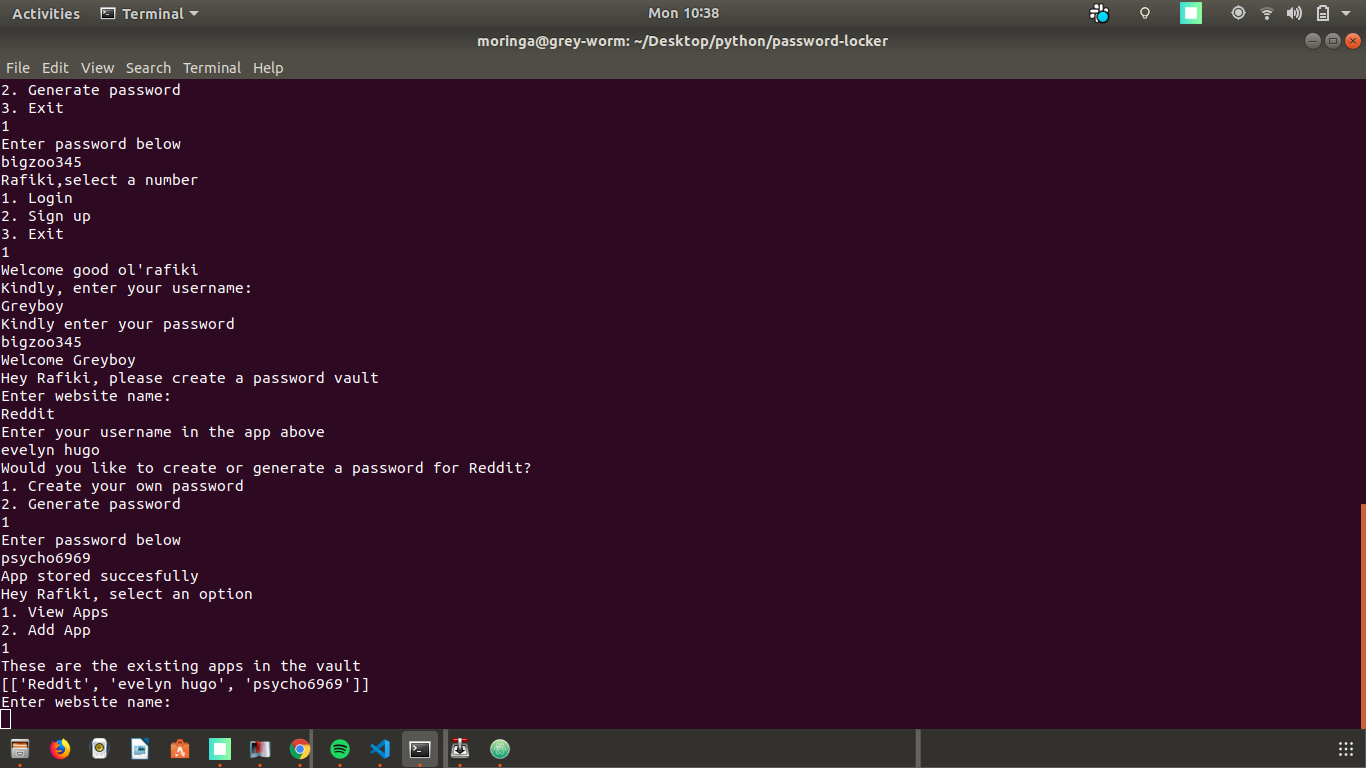 Activities Terminal Mon 10:38
moringa@grey-worm: ~/Desktop/python/password-locker
File Edit View Search Terminal Help
2. Generate password
3. Exit
1
Enter password below
bigzoo345
Rafiki,select a number
1. Login
2. Sign up
3. Exit
1
Welcome good ol'rafiki
Kindly, enter your username:
Greyboy
Kindly enter your password
bigzoo345
Welcome Greyboy
Hey Rafiki, please create a password vault
Enter website name:
Reddit
Enter your username in the app above
evelyn hugo
Would you like to create or generate a password for Reddit?
1. Create your own password
2. Generate password
1
Enter password below
psycho6969
App stored succesfully
Hey Rafiki, select an option
1. View Apps
2. Add App
1
These are the existing apps in the vault
[['Reddit', 'evelyn hugo', 'psycho6969']]
Enter website name: